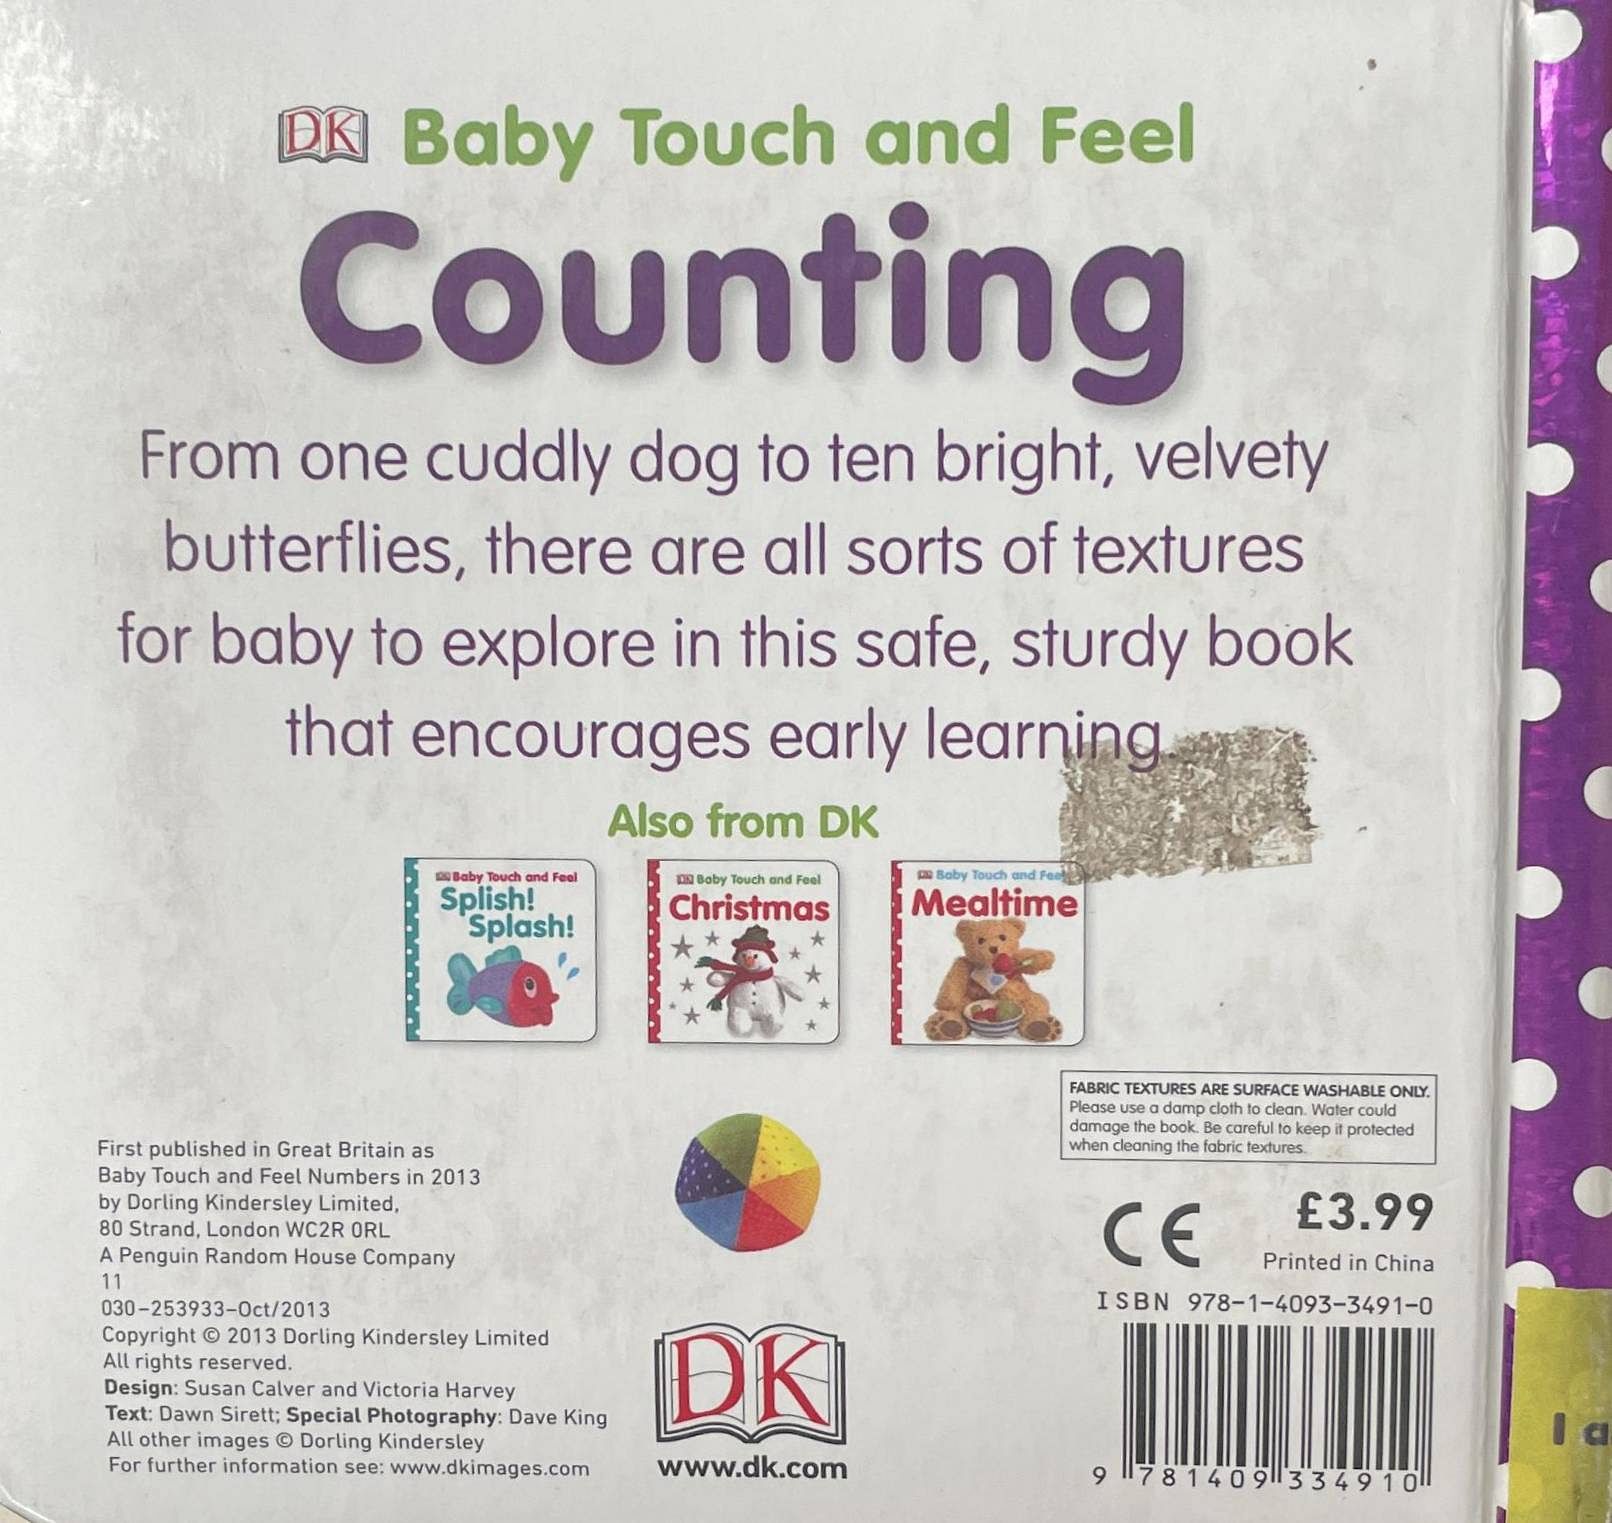 DK Baby Touch and Feel
Counting
From one cuddly dog to ten bright, velvety
butterflies, there are all sorts of textures
for baby to explore in this safe, sturdy book
that encourages early learning.
Also from DK
DK Baby Touch and Feel
Splish!
Splash!
DK Baby Touch and Feel
Christmas
DK Baby Touch and Feel
Mealtime
FABRIC TEXTURES ARE SURFACE WASHABLE ONLY.
Please use a damp cloth to clean. Water could
damage the book. Be careful to keep it protected
when cleaning the fabric textures.
First published in Great Britain as
Baby Touch and Feel Numbers in 2013
by Dorling Kindersley Limited,
80 Strand, London WC2R 0RL
A Penguin Random House Company
11
030-253933-Oct/2013
Copyright © 2013 Dorling Kindersley Limited
All rights reserved.
Design: Susan Calver and Victoria Harvey
Text: Dawn Sirett; Special Photography: Dave King
All other images © Dorling Kindersley
For further information see: www.dkimages.com
DK
www.dk.com
CE
£3.99
Printed in China
ISBN 978-1-4093-3491-0
9 781409 334910
I a